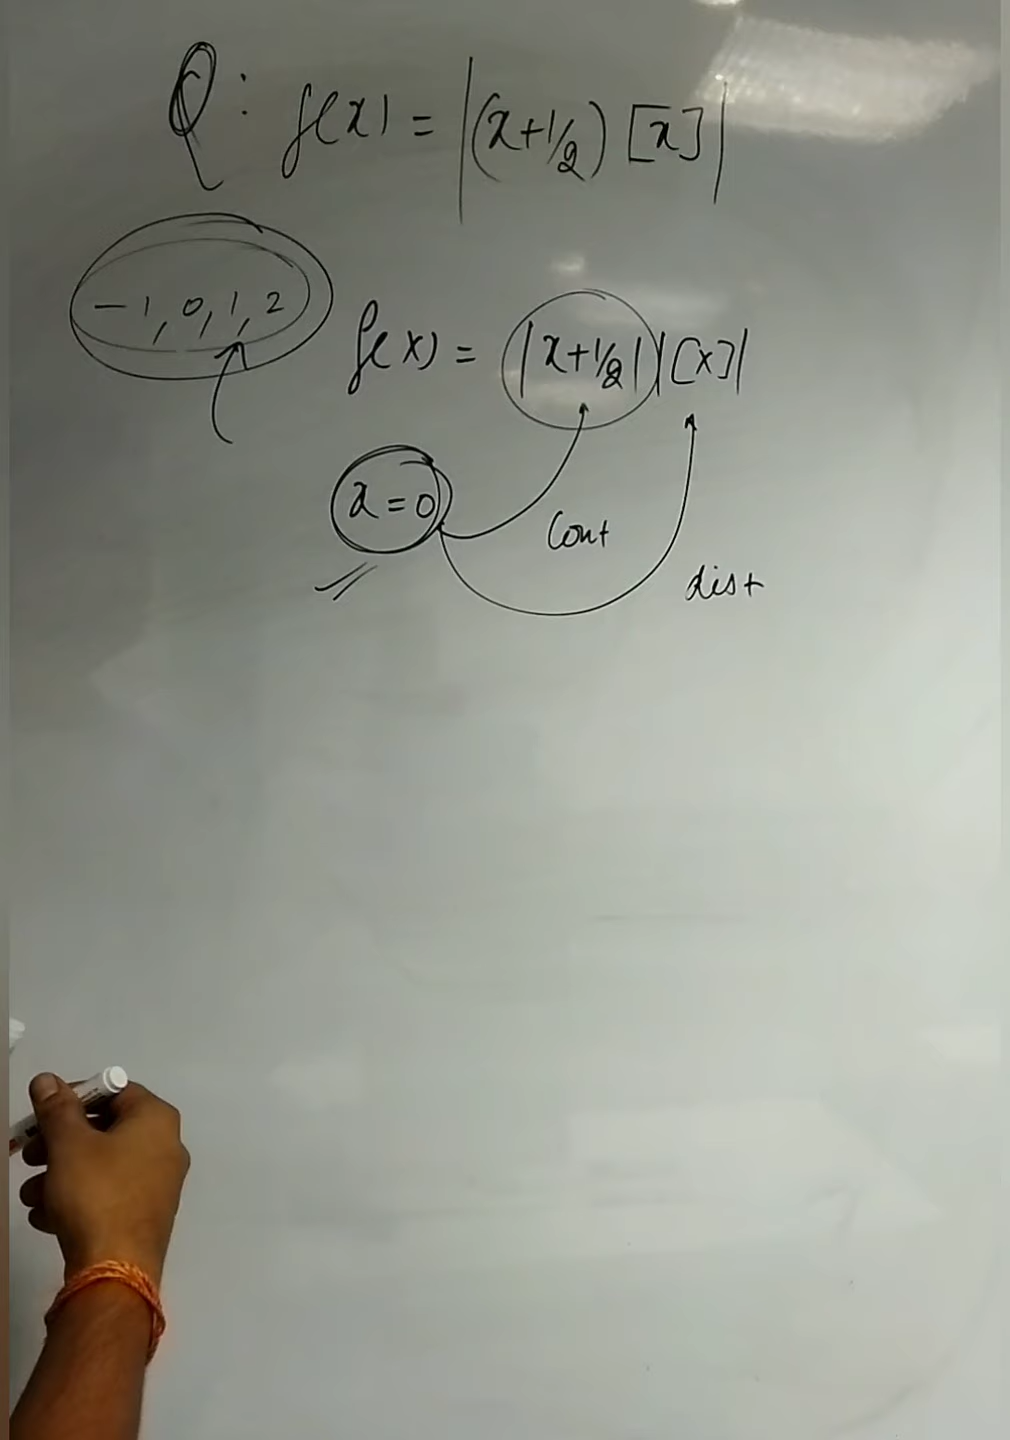 Q: f(x) = |(x+1/2) [x]|
-1, 0, 1, 2
f(x) = |x+1/2| |[x]|
x=0
Cont
dist